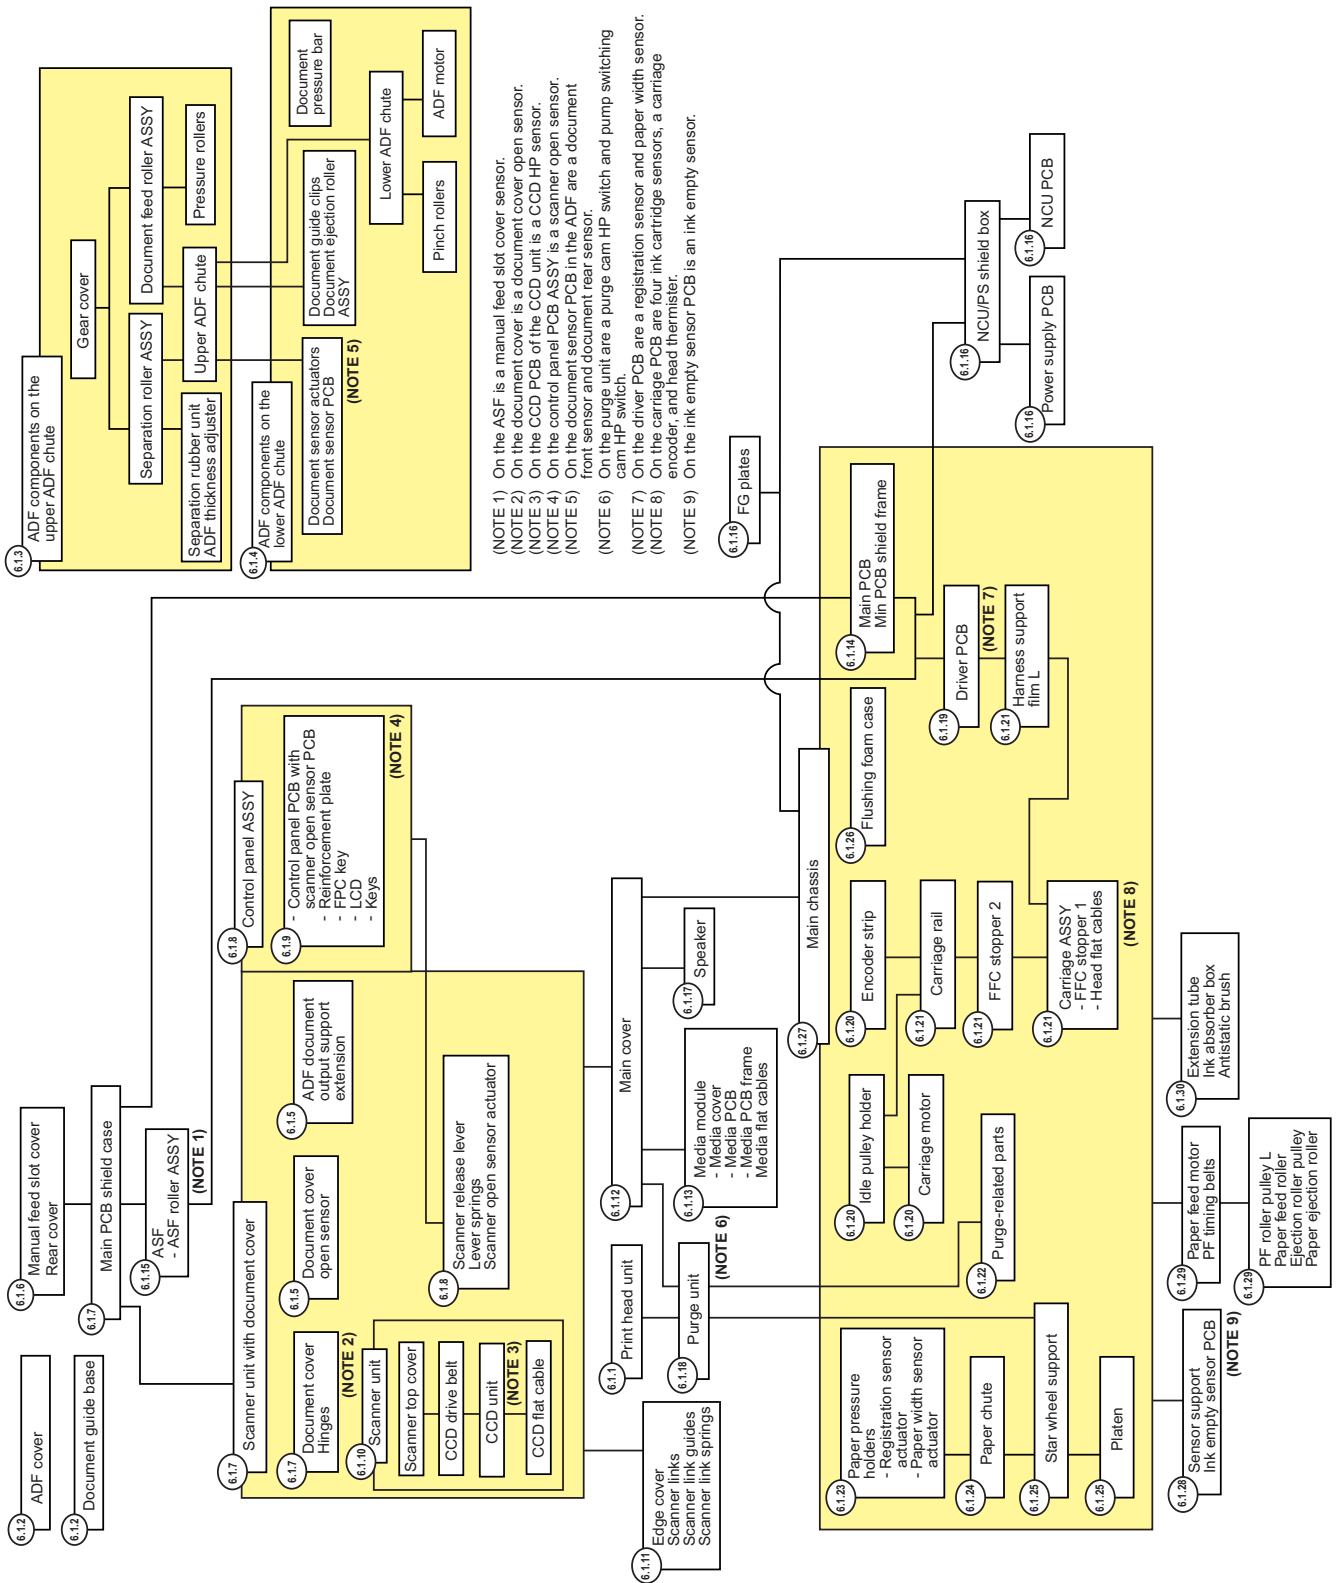 6.1.2
ADF cover
6.1.2
Document guide base
6.1.6
Manual feed slot cover
Rear cover
6.1.7
Main PCB shield case
6.1.15
ASF
- ASF roller ASSY
(NOTE 1)
6.1.3
ADF components on the
upper ADF chute
Gear cover
Separation roller ASSY
Document feed roller ASSY
Separation rubber unit
ADF thickness adjuster
Upper ADF chute
Pressure rollers
6.1.4
ADF components on the
lower ADF chute
Document sensor actuators
Document sensor PCB
(NOTE 5)
Document guide clips
Document ejection roller
ASSY
Document
pressure bar
Lower ADF chute
Pinch rollers
ADF motor
6.1.7
Scanner unit with document cover
6.1.7
Document cover
Hinges
(NOTE 2)
6.1.5
Document cover
open sensor
6.1.5
ADF document
output support
extension
6.1.10
Scanner unit
Scanner top cover
CCD drive belt
CCD unit
(NOTE 3)
CCD flat cable
6.1.8
Scanner release lever
Lever springs
Scanner open sensor actuator
6.1.8
Control panel ASSY
6.1.9
- Control panel PCB with
scanner open sensor PCB
- Reinforcement plate
- FPC key
- LCD
- Keys
(NOTE 4)
(NOTE 1) On the ASF is a manual feed slot cover sensor.
(NOTE 2) On the document cover is a document cover open sensor.
(NOTE 3) On the CCD PCB of the CCD unit is a CCD HP sensor.
(NOTE 4) On the control panel PCB ASSY is a scanner open sensor.
(NOTE 5) On the document sensor PCB in the ADF are a document
front sensor and document rear sensor.
(NOTE 6) On the purge unit are a purge cam HP switch and pump switching
cam HP switch.
(NOTE 7) On the driver PCB are a registration sensor and paper width sensor.
(NOTE 8) On the carriage PCB are four ink cartridge sensors, a carriage
encoder, and head thermister.
(NOTE 9) On the ink empty sensor PCB is an ink empty sensor.
6.1.11
Edge cover
Scanner links
Scanner link guides
Scanner link springs
6.1.1
Print head unit
6.1.18
Purge unit
(NOTE 6)
6.1.12
Main cover
6.1.13
Media module
- Media cover
- Media PCB
- Media PCB frame
Media flat cables
6.1.17
Speaker
6.1.27
Main chassis
6.1.16
FG plates
6.1.23
Paper pressure
holders
- Registration sensor
actuator
- Paper width sensor
actuator
6.1.24
Paper chute
6.1.25
Star wheel support
6.1.25
Platen
6.1.20
Idle pulley holder
6.1.20
Carriage motor
6.1.22
Purge-related parts
6.1.20
Encoder strip
6.1.21
Carriage rail
6.1.21
FFC stopper 2
6.1.21
Carriage ASSY
- FFC stopper 1
- Head flat cables
(NOTE 8)
6.1.26
Flushing foam case
6.1.14
Main PCB
Min PCB shield frame
6.1.19
Driver PCB
(NOTE 7)
6.1.21
Harness support
film L
6.1.16
NCU/PS shield box
6.1.16
Power supply PCB
6.1.16
NCU PCB
6.1.28
Sensor support
Ink empty sensor PCB
(NOTE 9)
6.1.29
Paper feed motor
PF timing belts
6.1.29
PF roller pulley L
Paper feed roller
Ejection roller pulley
Paper ejection roller
6.1.30
Extension tube
Ink absorber box
Antistatic brush